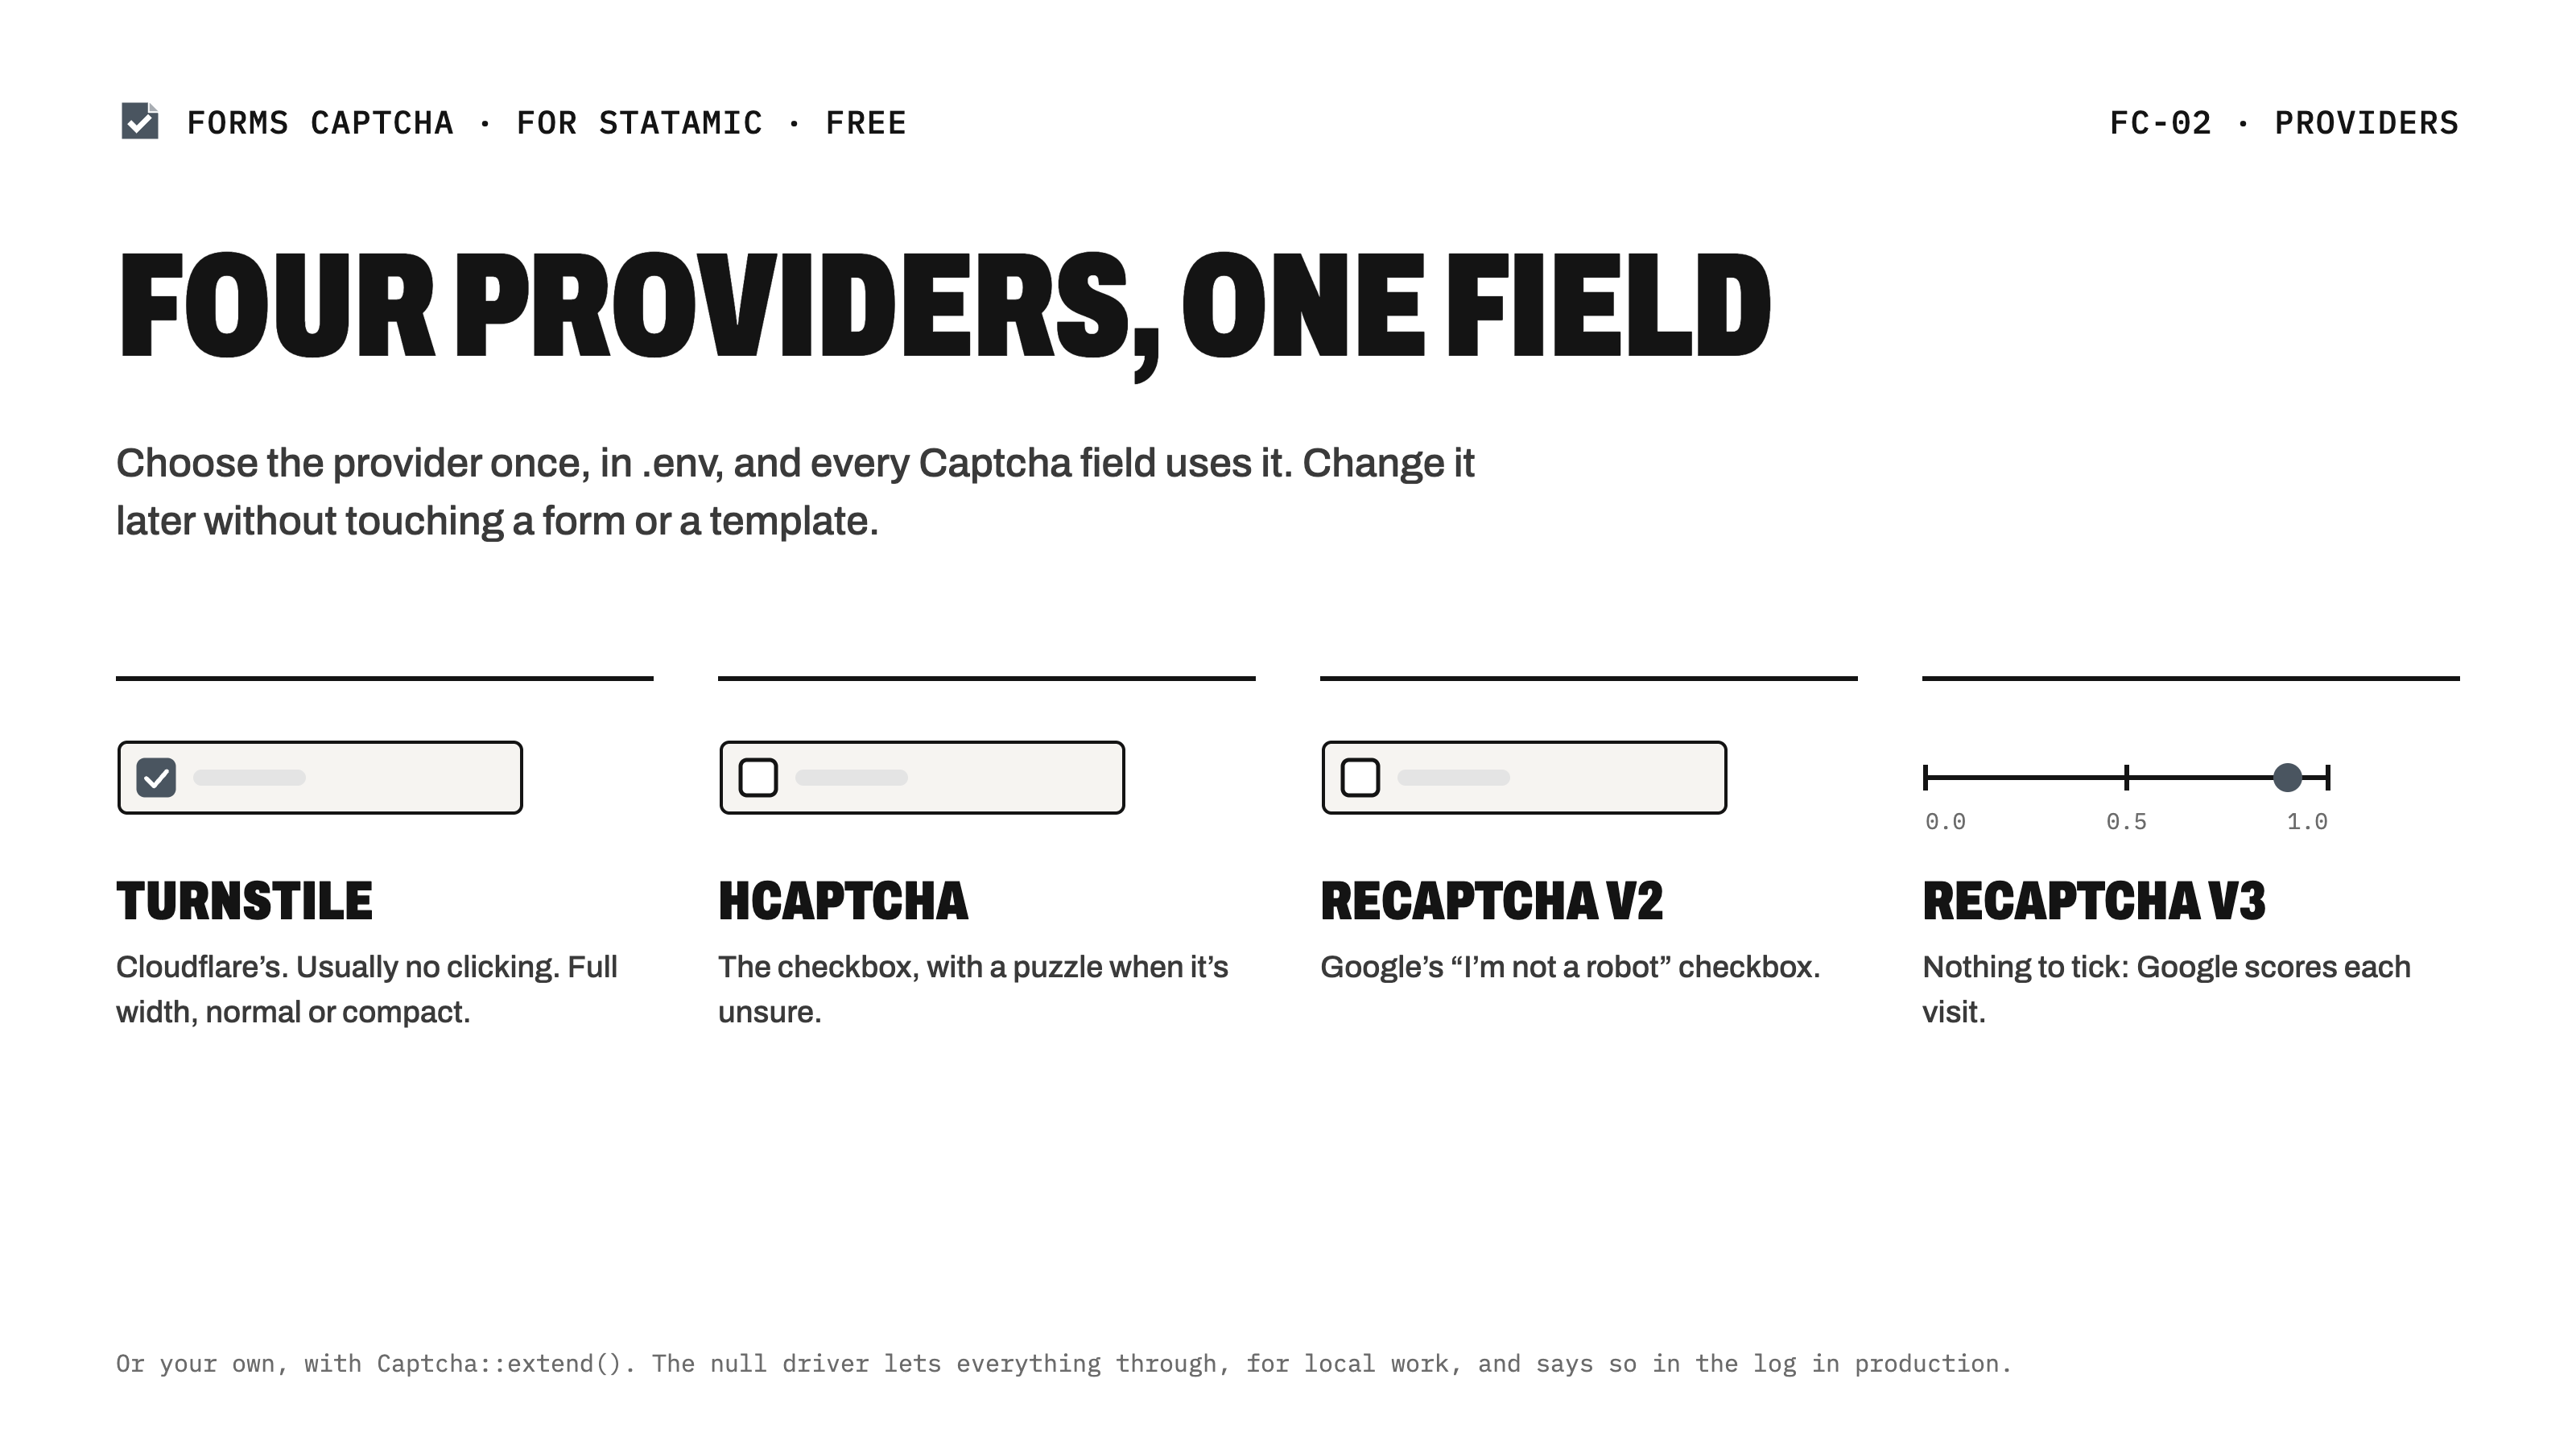 FORMS CAPTCHA · FOR STATAMIC · FREE
FC-02 · PROVIDERS
FOUR PROVIDERS, ONE FIELD
Choose the provider once, in .env, and every Captcha field uses it. Change it
later without touching a form or a template.
TURNSTILE
Cloudflare’s. Usually no clicking. Full
width, normal or compact.
HCAPTCHA
The checkbox, with a puzzle when it’s
unsure.
RECAPTCHA V2
Google’s “I’m not a robot” checkbox.
0.0 0.5 1.0
RECAPTCHA V3
Nothing to tick: Google scores each
visit.
Or your own, with Captcha::extend(). The null driver lets everything through, for local work, and says so in the log in production.